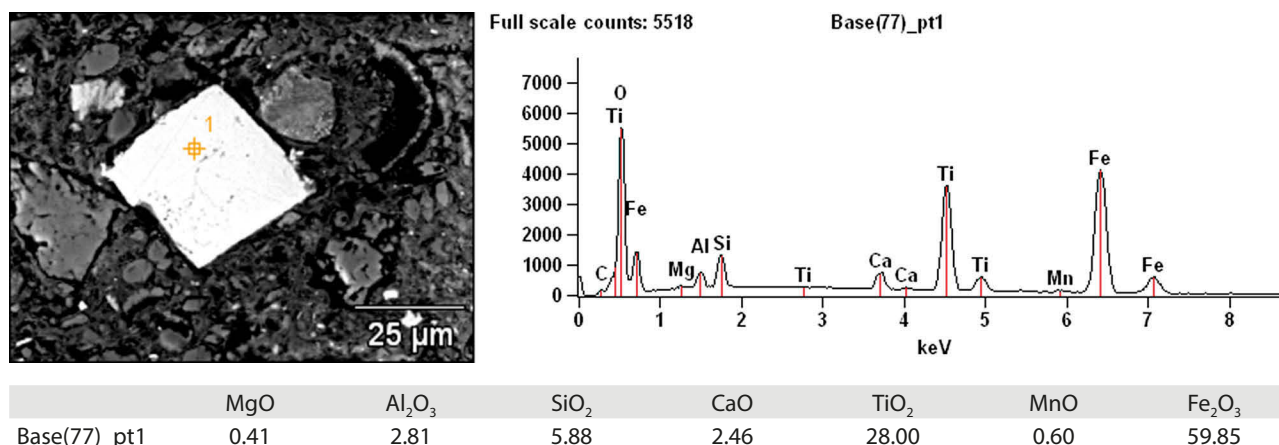 1
25 μm
Full scale counts: 5518 Base(77)_pt1
7000
6000
5000
4000
3000
2000
1000
0
O
Ti
Fe
C
Mg
Al
Si
Ti
Ca
Ca
Ti
Ti
Mn
Fe
Fe
0 1 2 3 4 5 6 7 8
keV
MgO Al₂O₃ SiO₂ CaO TiO₂ MnO Fe₂O₃
Base(77)_pt1 0.41 2.81 5.88 2.46 28.00 0.60 59.85